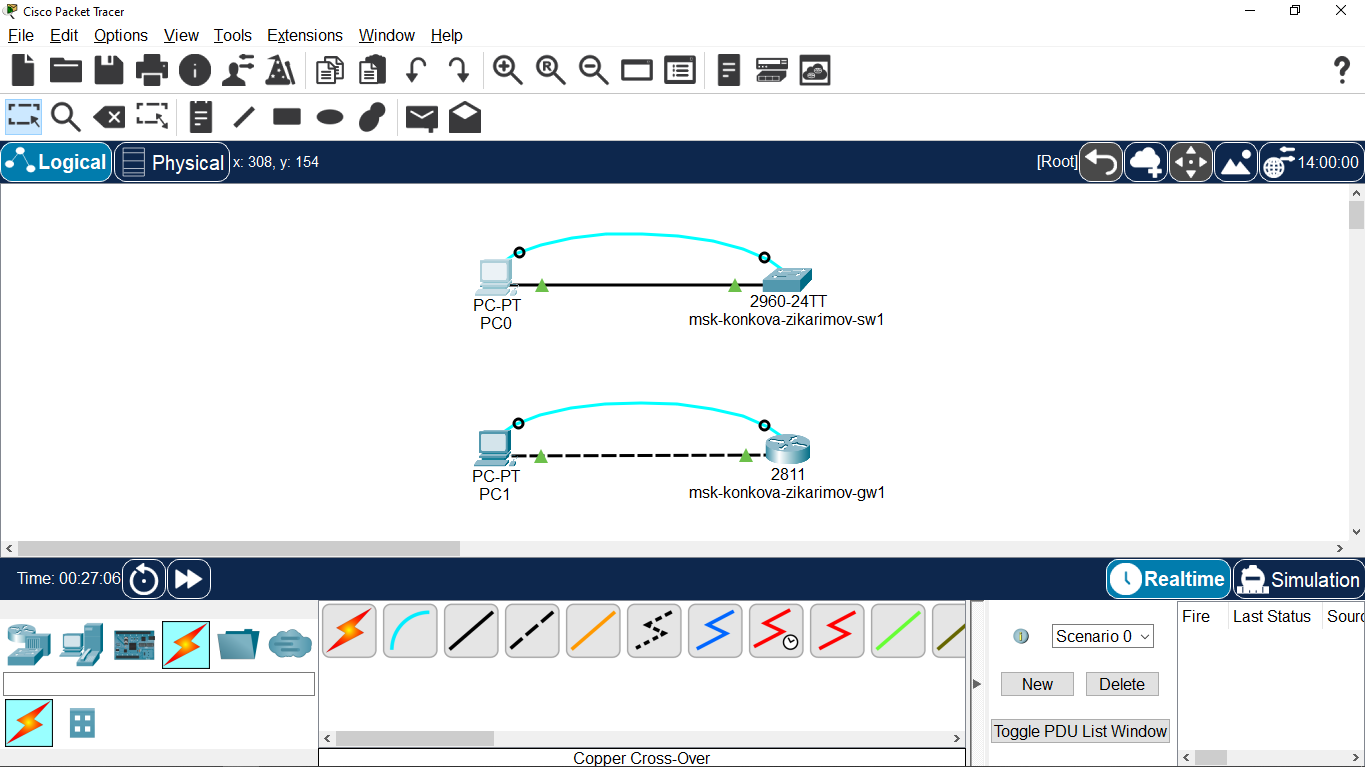 Cisco Packet Tracer
File Edit Options View Tools Extensions Window Help
Logical Physical x: 308, y: 154 [Root] 14:00:00
PC-PT
PC0
2960-24TT
msk-konkova-zikarimov-sw1
PC-PT
PC1
2811
msk-konkova-zikarimov-gw1
Time: 00:27:06 Realtime Simulation
Scenario 0
New Delete
Toggle PDU List Window
Fire Last Status Sourc
Copper Cross-Over